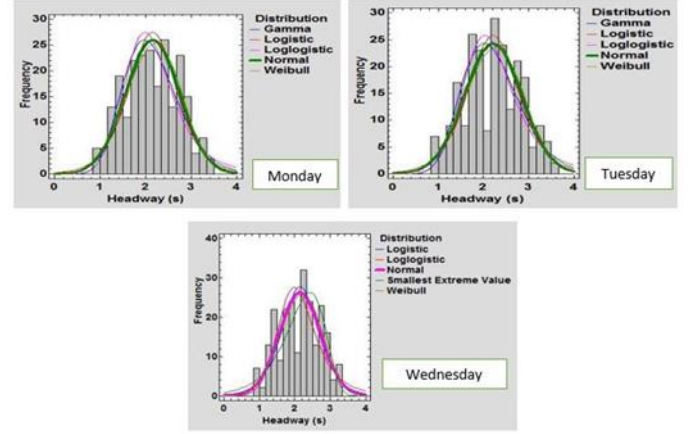 30
25
20
15
10
5
0
Frequency
0 1 2 3 4
Headway (s)
Distribution
Gamma
Logistic
Loglogistic
Normal
Weibull
Monday
30
25
20
15
10
5
0
Frequency
0 1 2 3 4
Headway (s)
Distribution
Gamma
Logistic
Loglogistic
Normal
Weibull
Tuesday
40
30
20
10
0
Frequency
0 1 2 3 4
Headway (s)
Distribution
Logistic
Loglogistic
Normal
Smallest Extreme Value
Weibull
Wednesday